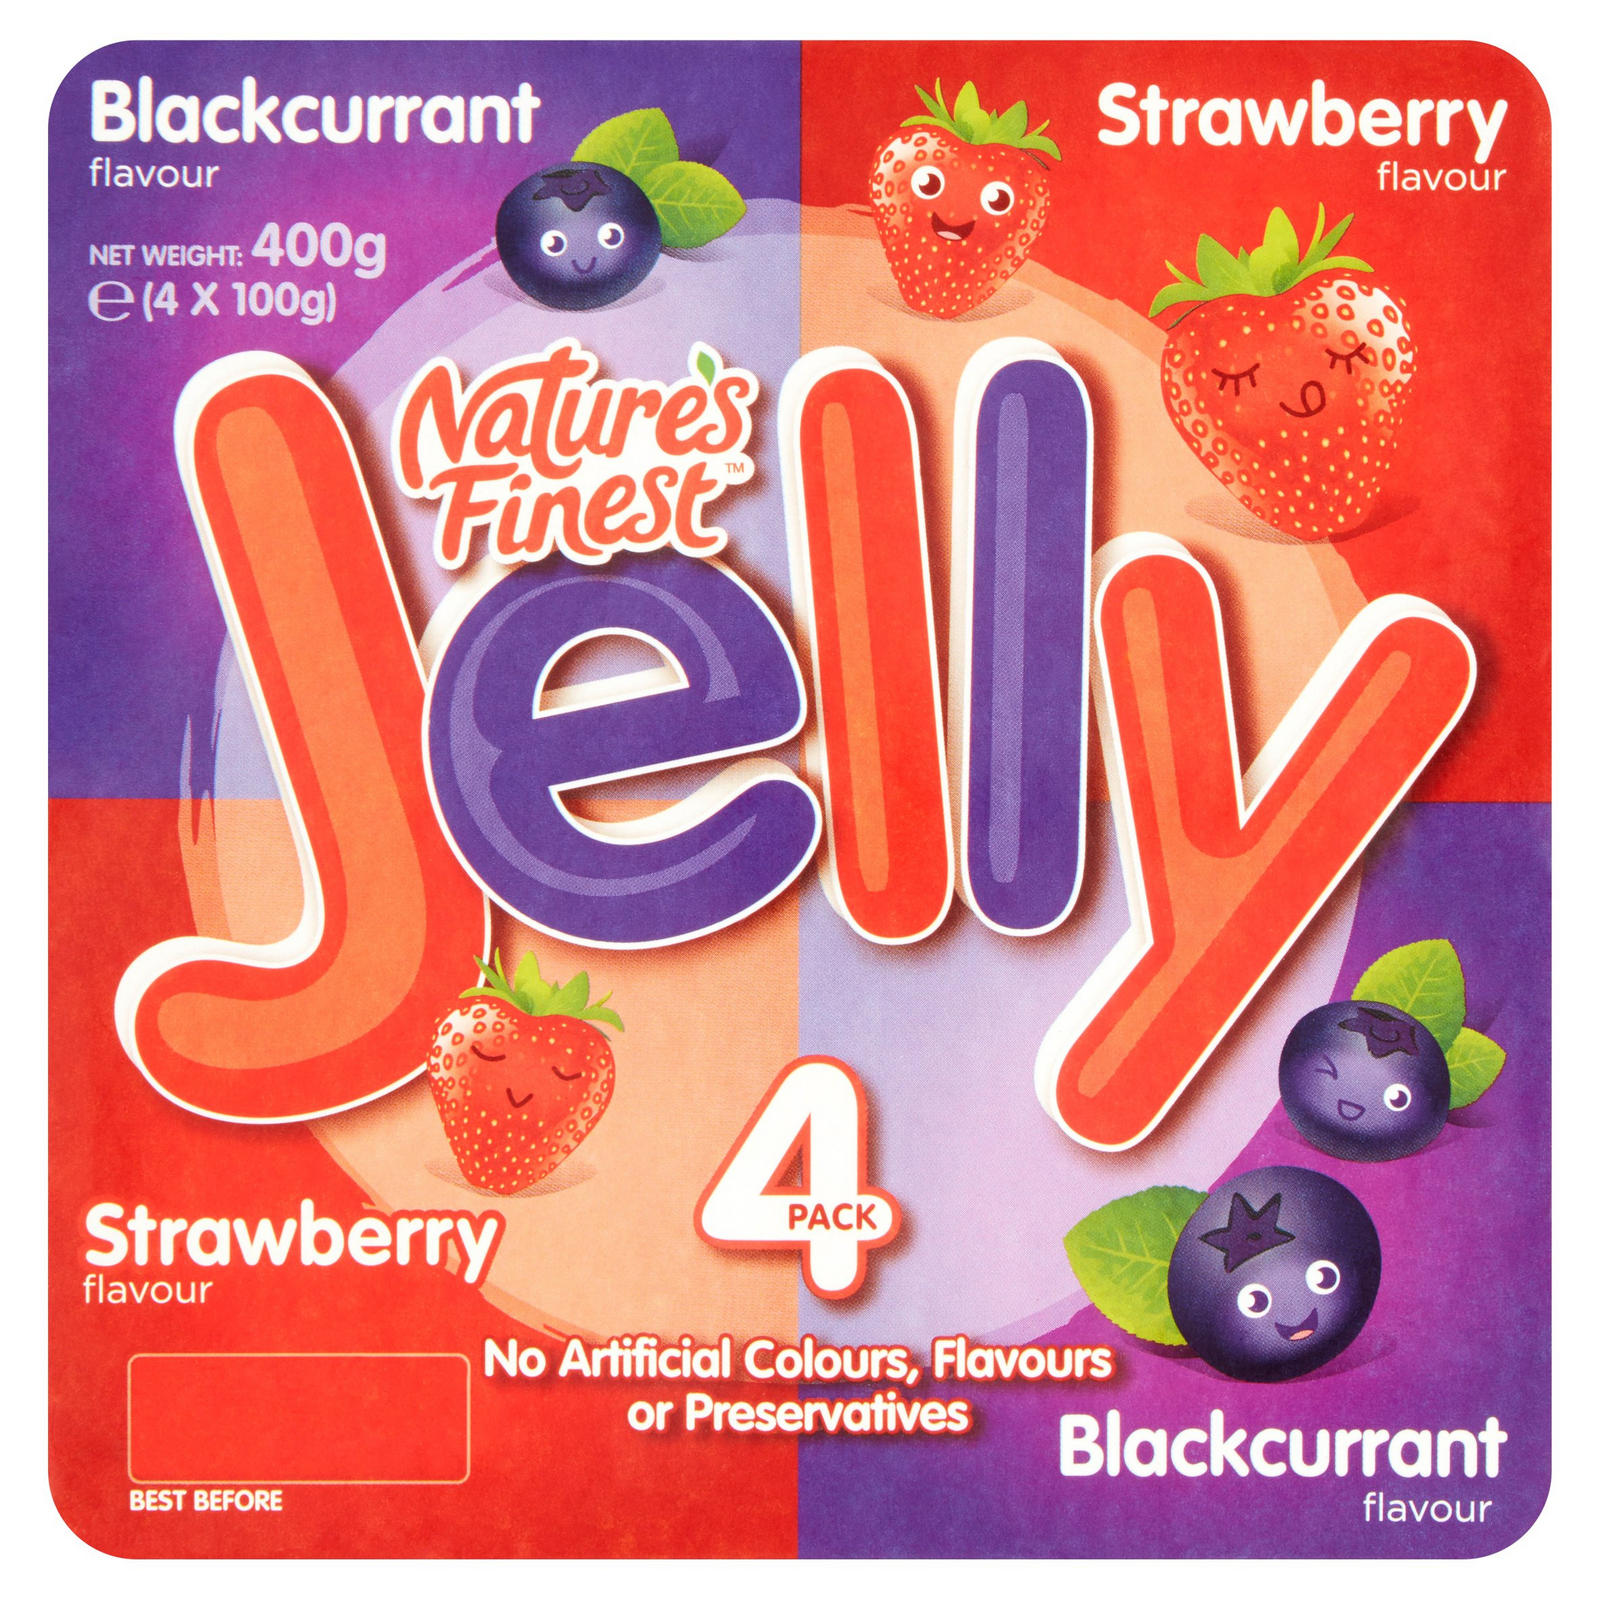 Blackcurrant
flavour
NET WEIGHT: 400g
℮ (4 X 100g)
Strawberry
flavour
Nature's
Finest™
Jelly
4
PACK
Strawberry
flavour
No Artificial Colours, Flavours
or Preservatives
BEST BEFORE
Blackcurrant
flavour